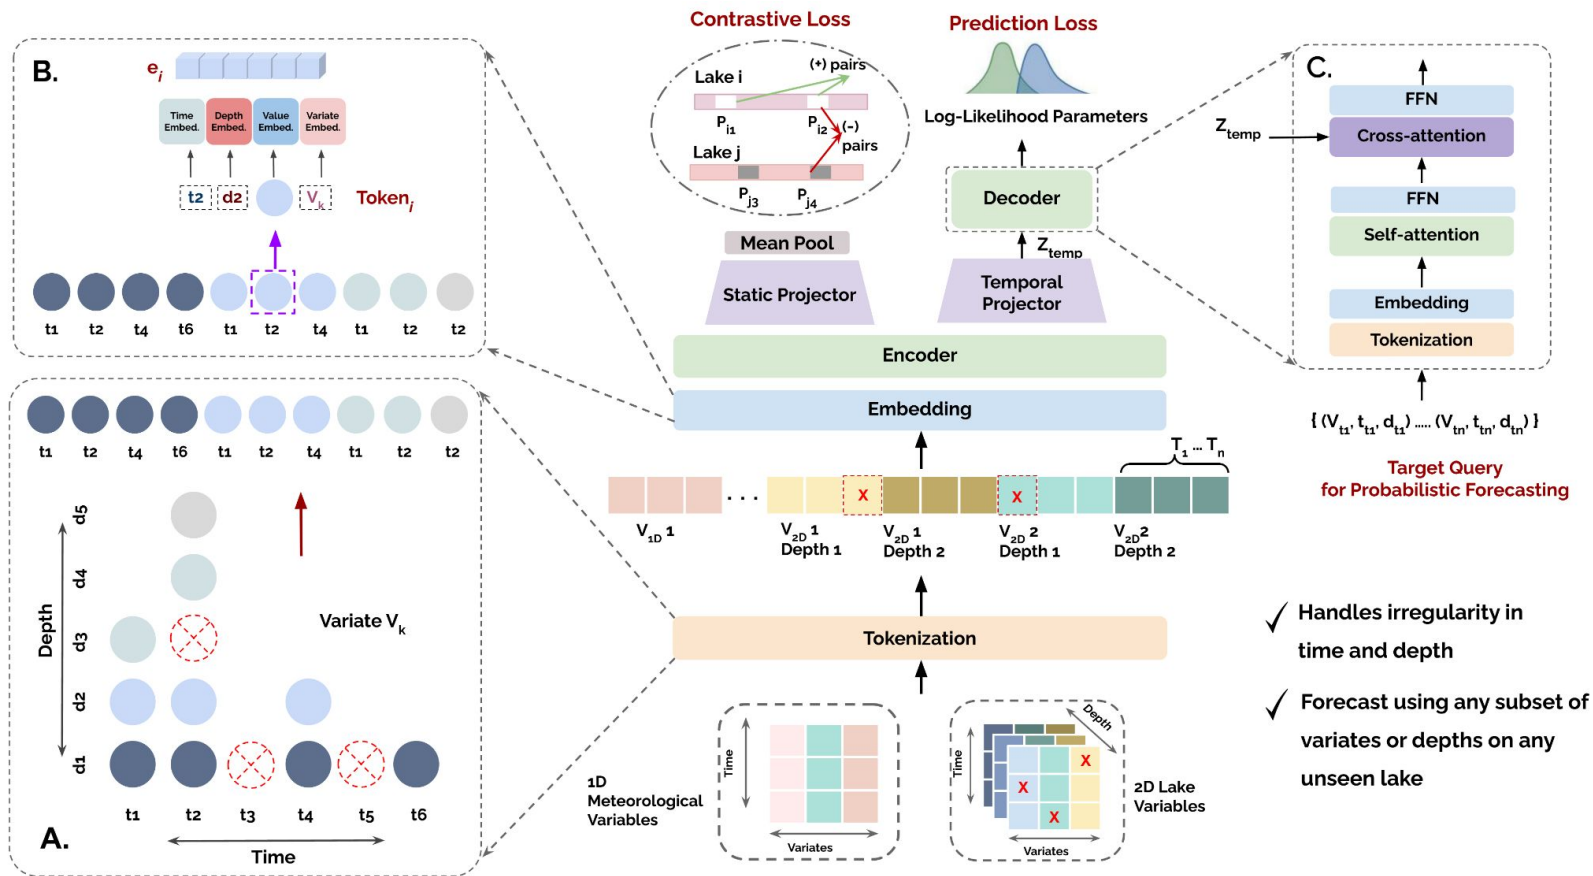 B.
e_i
Time Embed.
Depth Embed.
Value Embed.
Variate Embed.
t2
d2
V_k
Token_i
t1 t2 t4 t6 t1 t2 t4 t1 t2 t2
t1 t2 t4 t6 t1 t2 t4 t1 t2 t2
d5
d4
d3
d2
d1
Depth
Variate V_k
t1 t2 t3 t4 t5 t6
Time
A.
Contrastive Loss
Lake i
(+) pairs
P_i1
P_i2
(-)
pairs
Lake j
P_j3
P_j4
Mean Pool
Static Projector
Prediction Loss
Log-Likelihood Parameters
Decoder
Z_temp
Temporal
Projector
Encoder
Embedding
T_1 ... T_n
X
X
. . .
V_1D 1
V_2D 1
Depth 1
V_2D 1
Depth 2
V_2D 2
Depth 1
V_2D 2
Depth 2
Tokenization
1D
Meteorological
Variables
Time
Variates
Time
Depth
X
X
X
Variates
2D Lake
Variables
C.
FFN
Cross-attention
Z_temp
FFN
Self-attention
Embedding
Tokenization
{ (V_t1, t_t1, d_t1) ..... (V_tn, t_tn, d_tn) }
Target Query
for Probabilistic Forecasting
✓ Handles irregularity in
time and depth
✓ Forecast using any subset of
variates or depths on any
unseen lake